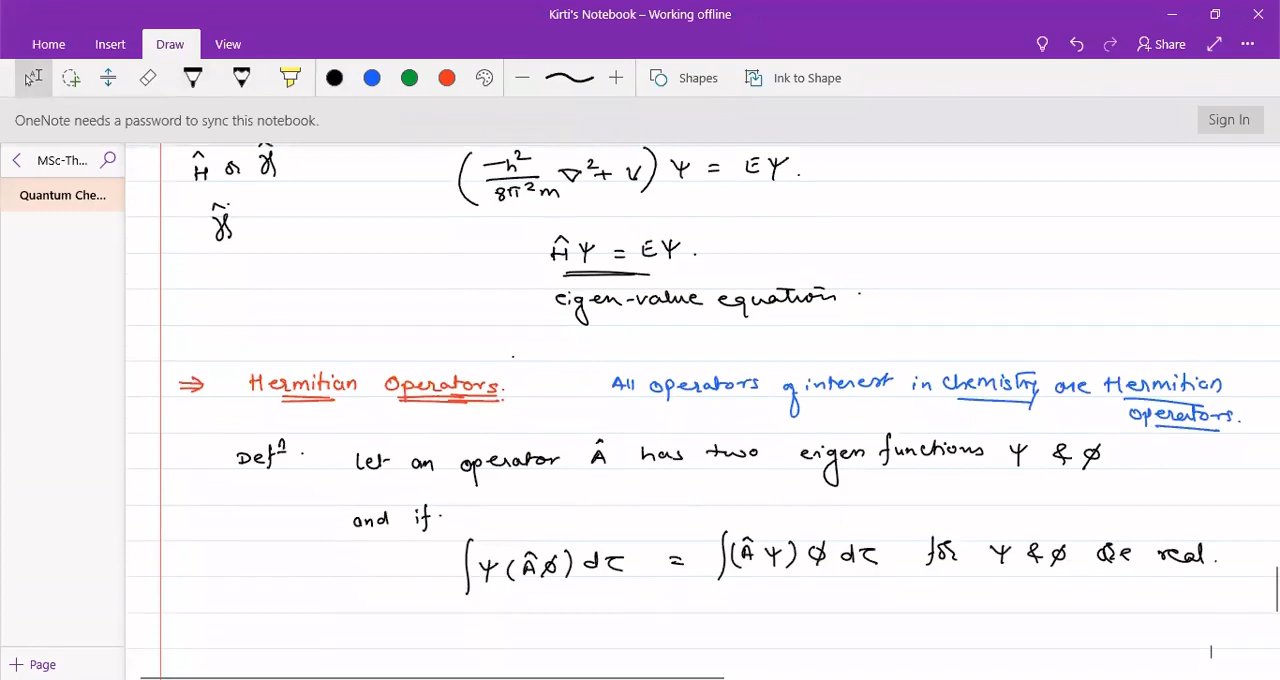 Kirti's Notebook – Working offline
Home Insert Draw View Share
Shapes Ink to Shape
OneNote needs a password to sync this notebook. Sign In
MSc-Th...
Quantum Che...
Ĥ or ℋ̂ (-h²/8π²m ∇² + V) Ψ = EΨ.
ℋ̂
ĤΨ = EΨ.
eigen-value equation.
⇒ Hermitian Operators. All operators of interest in chemistry are Hermition
operators.
Defⁿ. Let an operator Â has two eigen functions Ψ & φ
and if.
∫Ψ(Âφ)dτ = ∫(ÂΨ)φ dτ for Ψ & φ are real.
+ Page